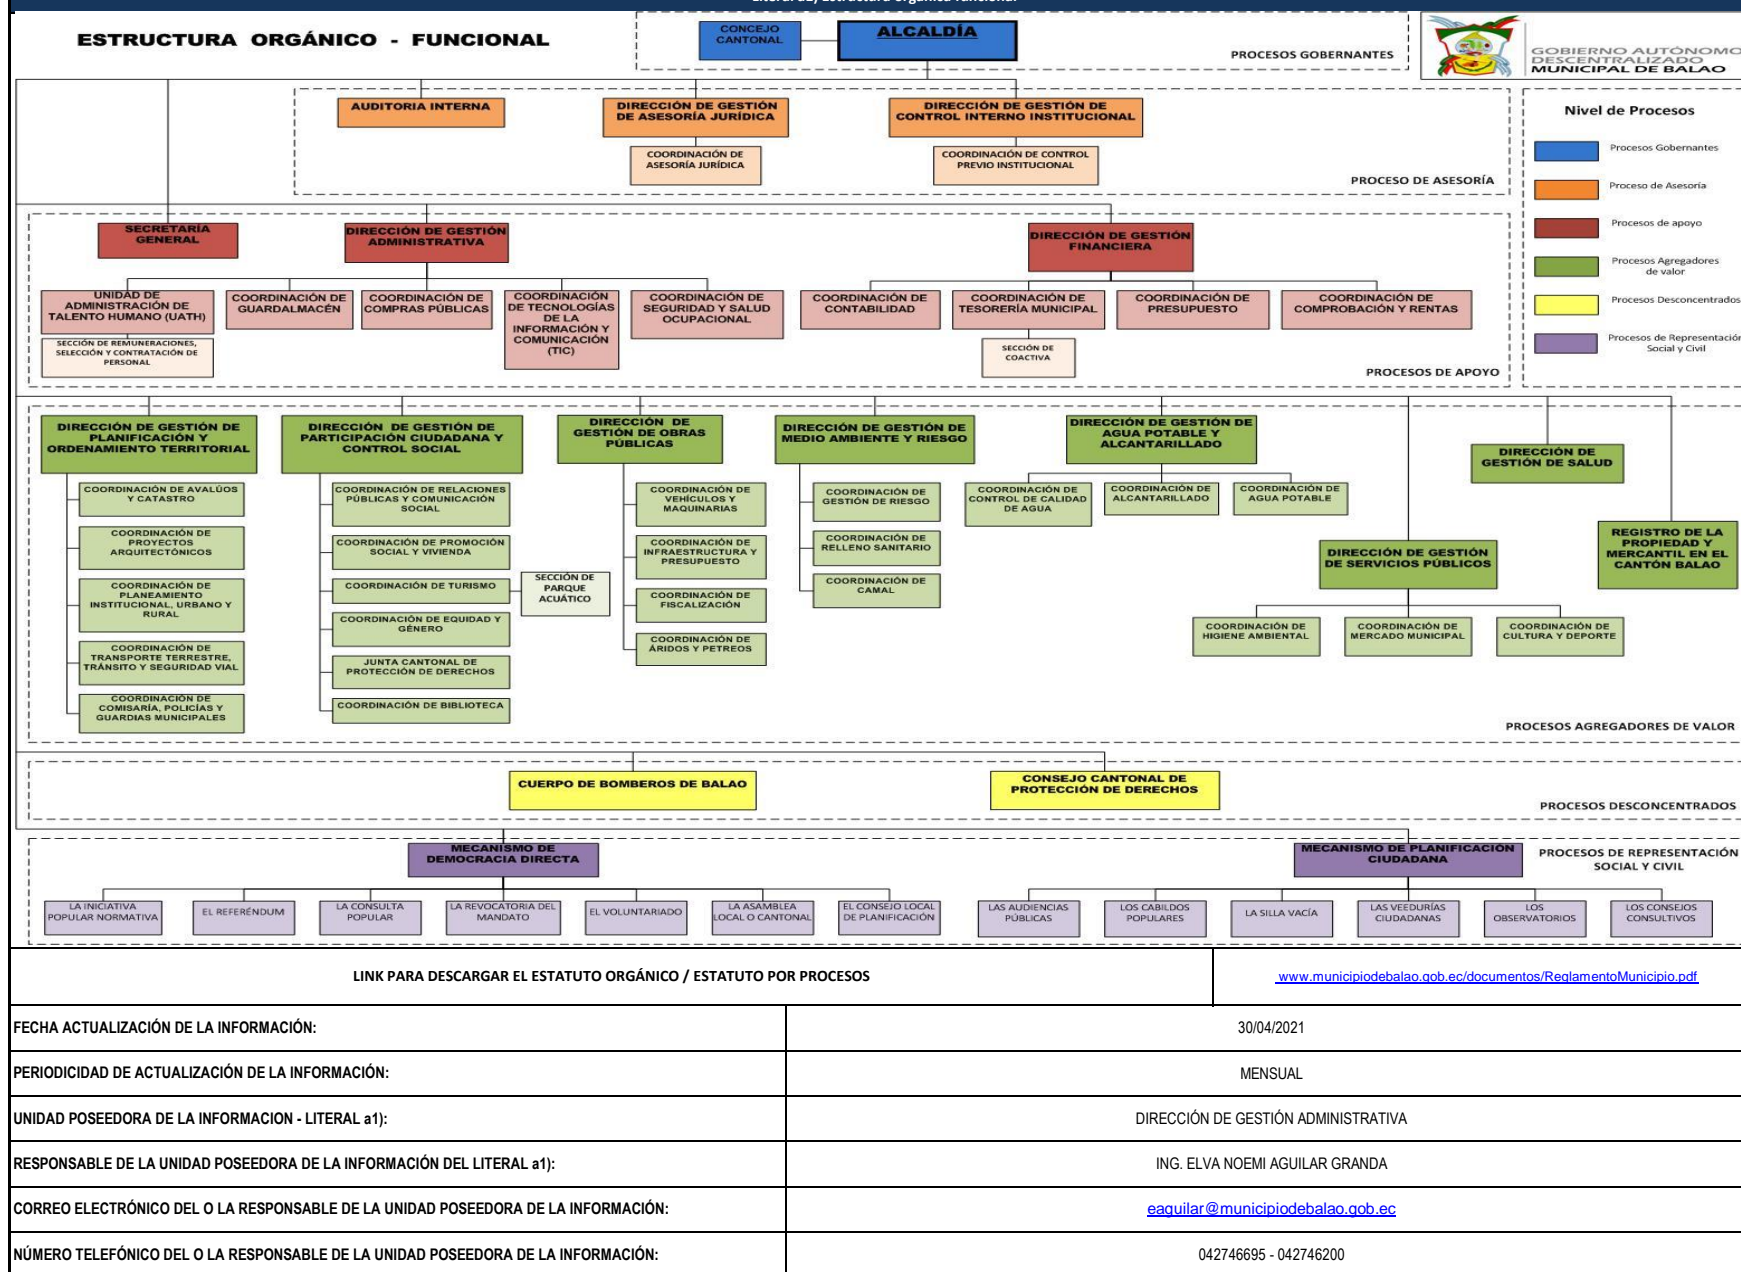 Literal a1) Estructura orgánica funcional
ESTRUCTURA ORGÁNICO - FUNCIONAL
CONCEJO
CANTONAL
ALCALDÍA
PROCESOS GOBERNANTES
GOBIERNO AUTÓNOMO
DESCENTRALIZADO
MUNICIPAL DE BALAO
AUDITORIA INTERNA
DIRECCIÓN DE GESTIÓN
DE ASESORÍA JURÍDICA
DIRECCIÓN DE GESTIÓN DE
CONTROL INTERNO INSTITUCIONAL
COORDINACIÓN DE
ASESORÍA JURÍDICA
COORDINACIÓN DE CONTROL
PREVIO INSTITUCIONAL
PROCESO DE ASESORÍA
Nivel de Procesos
Procesos Gobernantes
Proceso de Asesoría
Procesos de apoyo
Procesos Agregadores
de valor
Procesos Desconcentrados
Procesos de Representación
Social y Civil
SECRETARÍA
GENERAL
DIRECCIÓN DE GESTIÓN
ADMINISTRATIVA
DIRECCIÓN DE GESTIÓN
FINANCIERA
UNIDAD DE
ADMINISTRACIÓN DE
TALENTO HUMANO (UATH)
SECCIÓN DE REMUNERACIONES,
SELECCIÓN Y CONTRATACIÓN DE
PERSONAL
COORDINACIÓN DE
GUARDALMACÉN
COORDINACIÓN DE
COMPRAS PÚBLICAS
COORDINACIÓN
DE TECNOLOGÍAS
DE LA
INFORMACIÓN Y
COMUNICACIÓN
(TIC)
COORDINACIÓN DE
SEGURIDAD Y SALUD
OCUPACIONAL
COORDINACIÓN DE
CONTABILIDAD
COORDINACIÓN DE
TESORERÍA MUNICIPAL
SECCIÓN DE
COACTIVA
COORDINACIÓN DE
PRESUPUESTO
COORDINACIÓN DE
COMPROBACIÓN Y RENTAS
PROCESOS DE APOYO
DIRECCIÓN DE GESTIÓN DE
PLANIFICACIÓN Y
ORDENAMIENTO TERRITORIAL
COORDINACIÓN DE AVALÚOS
Y CATASTRO
COORDINACIÓN DE
PROYECTOS
ARQUITECTÓNICOS
COORDINACIÓN DE
PLANEAMIENTO
INSTITUCIONAL, URBANO Y
RURAL
COORDINACIÓN DE
TRANSPORTE TERRESTRE,
TRÁNSITO Y SEGURIDAD VIAL
COORDINACIÓN DE
COMISARÍA, POLICÍAS Y
GUARDIAS MUNICIPALES
DIRECCIÓN DE GESTIÓN DE
PARTICIPACIÓN CIUDADANA Y
CONTROL SOCIAL
COORDINACIÓN DE RELACIONES
PÚBLICAS Y COMUNICACIÓN
SOCIAL
COORDINACIÓN DE PROMOCIÓN
SOCIAL Y VIVIENDA
COORDINACIÓN DE TURISMO
SECCIÓN DE
PARQUE
ACUÁTICO
COORDINACIÓN DE EQUIDAD Y
GÉNERO
JUNTA CANTONAL DE
PROTECCIÓN DE DERECHOS
COORDINACIÓN DE BIBLIOTECA
DIRECCIÓN DE
GESTIÓN DE OBRAS
PÚBLICAS
COORDINACIÓN DE
VEHÍCULOS Y
MAQUINARIAS
COORDINACIÓN DE
INFRAESTRUCTURA Y
PRESUPUESTO
COORDINACIÓN DE
FISCALIZACIÓN
COORDINACIÓN DE
ÁRIDOS Y PETREOS
DIRECCIÓN DE GESTIÓN DE
MEDIO AMBIENTE Y RIESGO
COORDINACIÓN DE
GESTIÓN DE RIESGO
COORDINACIÓN DE
RELLENO SANITARIO
COORDINACIÓN DE
CAMAL
DIRECCIÓN DE GESTIÓN DE
AGUA POTABLE Y
ALCANTARILLADO
COORDINACIÓN DE
CONTROL DE CALIDAD
DE AGUA
COORDINACIÓN DE
ALCANTARILLADO
COORDINACIÓN DE
AGUA POTABLE
DIRECCIÓN DE GESTIÓN
DE SERVICIOS PÚBLICOS
COORDINACIÓN DE
HIGIENE AMBIENTAL
COORDINACIÓN DE
MERCADO MUNICIPAL
COORDINACIÓN DE
CULTURA Y DEPORTE
DIRECCIÓN DE
GESTIÓN DE SALUD
REGISTRO DE LA
PROPIEDAD Y
MERCANTIL EN EL
CANTÓN BALAO
PROCESOS AGREGADORES DE VALOR
CUERPO DE BOMBEROS DE BALAO
CONSEJO CANTONAL DE
PROTECCIÓN DE DERECHOS
PROCESOS DESCONCENTRADOS
MECANISMO DE
DEMOCRACIA DIRECTA
MECANISMO DE PLANIFICACIÓN
CIUDADANA
PROCESOS DE REPRESENTACIÓN
SOCIAL Y CIVIL
LA INICIATIVA
POPULAR NORMATIVA
EL REFERÉNDUM
LA CONSULTA
POPULAR
LA REVOCATORIA DEL
MANDATO
EL VOLUNTARIADO
LA ASAMBLEA
LOCAL O CANTONAL
EL CONSEJO LOCAL
DE PLANIFICACIÓN
LAS AUDIENCIAS
PÚBLICAS
LOS CABILDOS
POPULARES
LA SILLA VACÍA
LAS VEEDURÍAS
CIUDADANAS
LOS
OBSERVATORIOS
LOS CONSEJOS
CONSULTIVOS
LINK PARA DESCARGAR EL ESTATUTO ORGÁNICO / ESTATUTO POR PROCESOS
www.municipiodebalao.gob.ec/documentos/ReglamentoMunicipio.pdf
FECHA ACTUALIZACIÓN DE LA INFORMACIÓN:
30/04/2021
PERIODICIDAD DE ACTUALIZACIÓN DE LA INFORMACIÓN:
MENSUAL
UNIDAD POSEEDORA DE LA INFORMACION - LITERAL a1):
DIRECCIÓN DE GESTIÓN ADMINISTRATIVA
RESPONSABLE DE LA UNIDAD POSEEDORA DE LA INFORMACIÓN DEL LITERAL a1):
ING. ELVA NOEMI AGUILAR GRANDA
CORREO ELECTRÓNICO DEL O LA RESPONSABLE DE LA UNIDAD POSEEDORA DE LA INFORMACIÓN:
eaguilar@municipiodebalao.gob.ec
NÚMERO TELEFÓNICO DEL O LA RESPONSABLE DE LA UNIDAD POSEEDORA DE LA INFORMACIÓN:
042746695 - 042746200